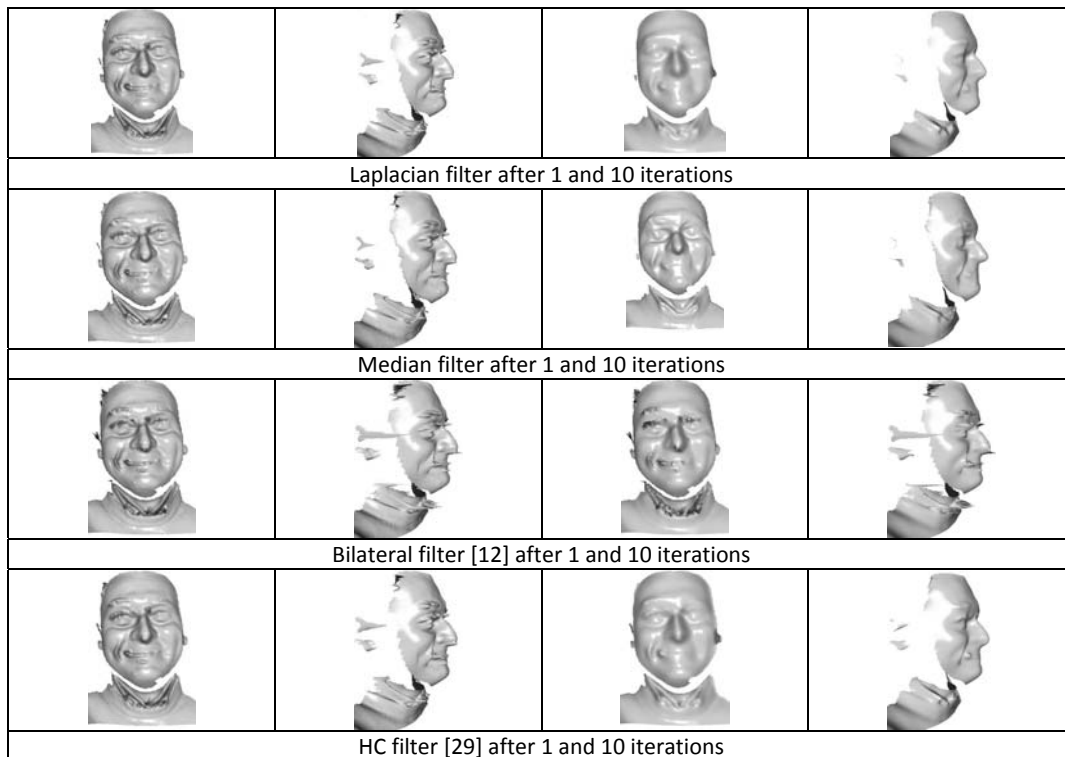 Laplacian filter after 1 and 10 iterations
Median filter after 1 and 10 iterations
Bilateral filter [12] after 1 and 10 iterations
HC filter [29] after 1 and 10 iterations